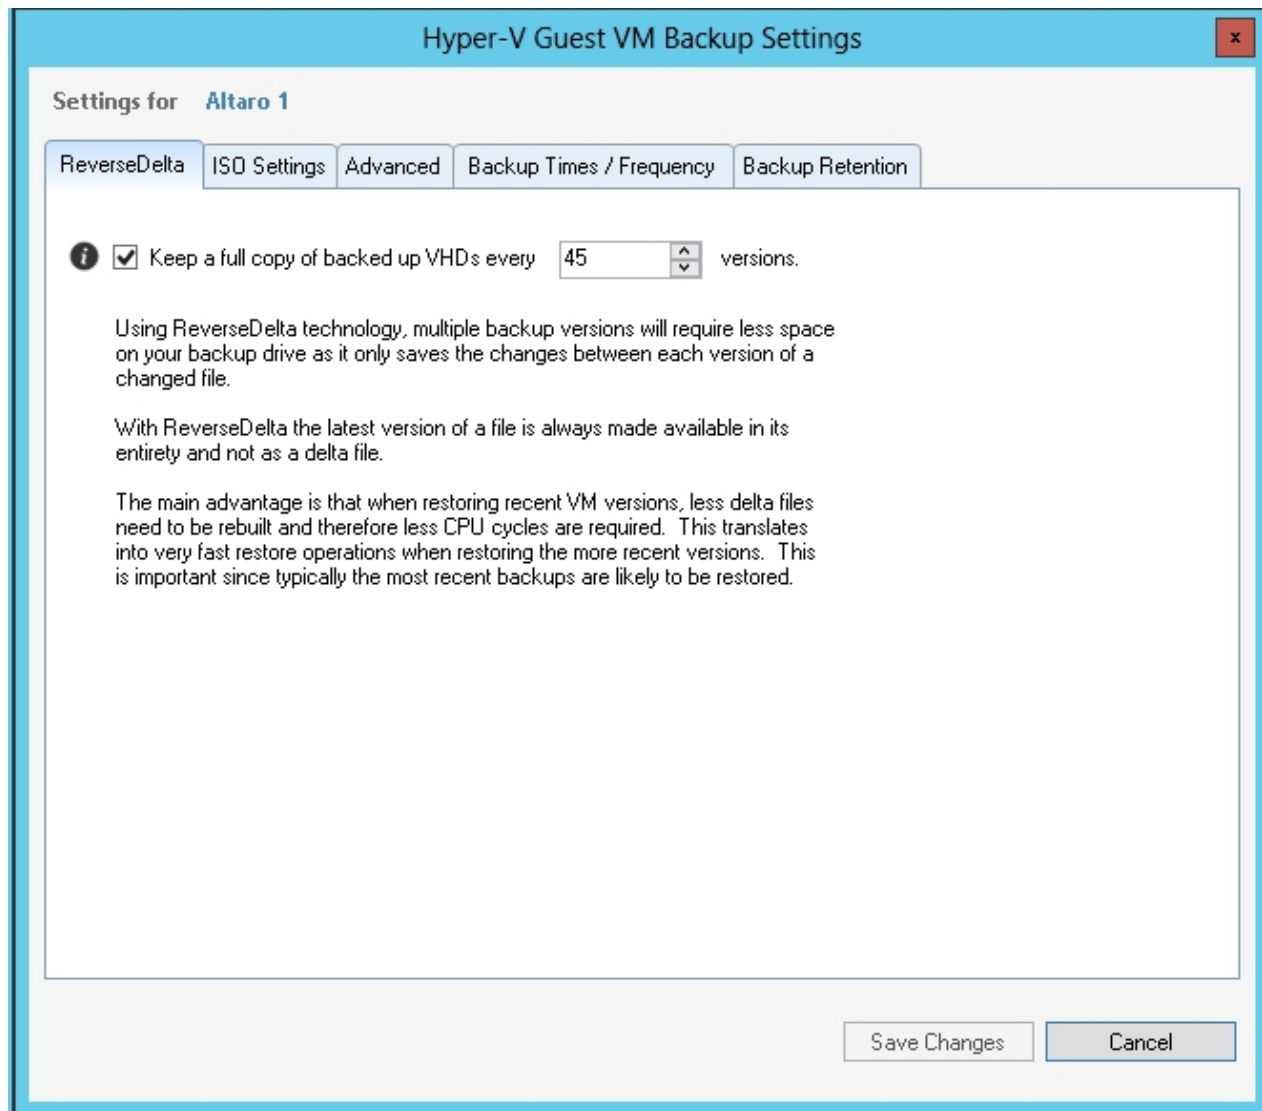 Hyper-V Guest VM Backup Settings
x
Settings for Altaro 1
ReverseDelta ISO Settings Advanced Backup Times / Frequency Backup Retention
i Keep a full copy of backed up VHDs every 45 versions.
Using ReverseDelta technology, multiple backup versions will require less space
on your backup drive as it only saves the changes between each version of a
changed file.
With ReverseDelta the latest version of a file is always made available in its
entirety and not as a delta file.
The main advantage is that when restoring recent VM versions, less delta files
need to be rebuilt and therefore less CPU cycles are required. This translates
into very fast restore operations when restoring the more recent versions. This
is important since typically the most recent backups are likely to be restored.
Save Changes Cancel